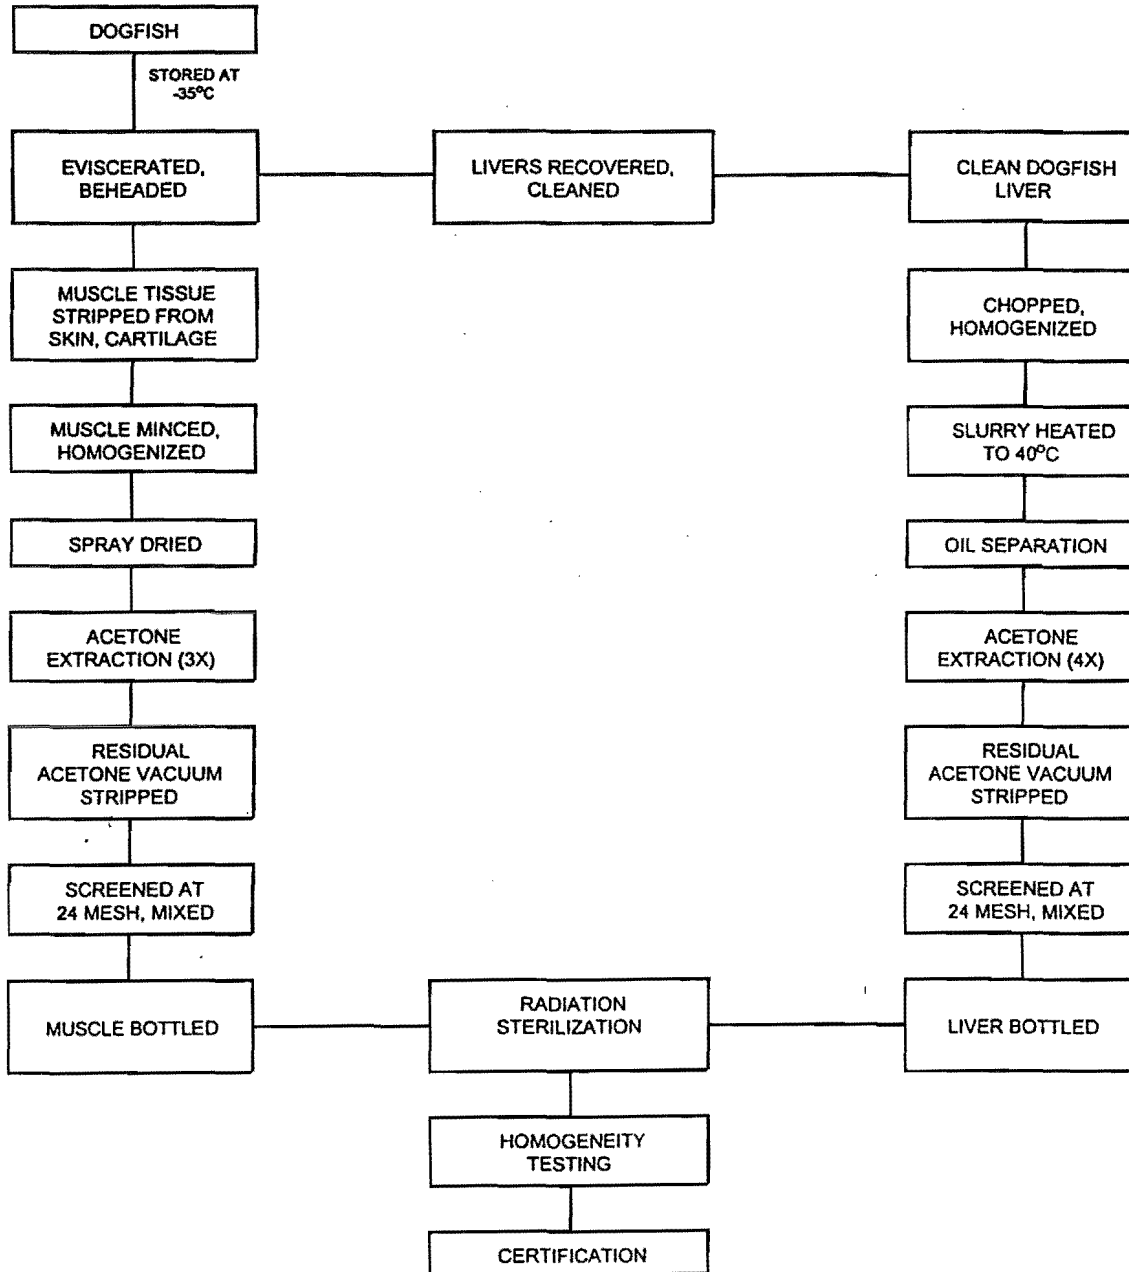 DOGFISH
STORED AT
-35°C
EVISCERATED,
BEHEADED
LIVERS RECOVERED,
CLEANED
CLEAN DOGFISH
LIVER
MUSCLE TISSUE
STRIPPED FROM
SKIN, CARTILAGE
MUSCLE MINCED,
HOMOGENIZED
SPRAY DRIED
ACETONE
EXTRACTION (3X)
RESIDUAL
ACETONE VACUUM
STRIPPED
SCREENED AT
24 MESH, MIXED
MUSCLE BOTTLED
CHOPPED,
HOMOGENIZED
SLURRY HEATED
TO 40°C
OIL SEPARATION
ACETONE
EXTRACTION (4X)
RESIDUAL
ACETONE VACUUM
STRIPPED
SCREENED AT
24 MESH, MIXED
LIVER BOTTLED
RADIATION
STERILIZATION
HOMOGENEITY
TESTING
CERTIFICATION